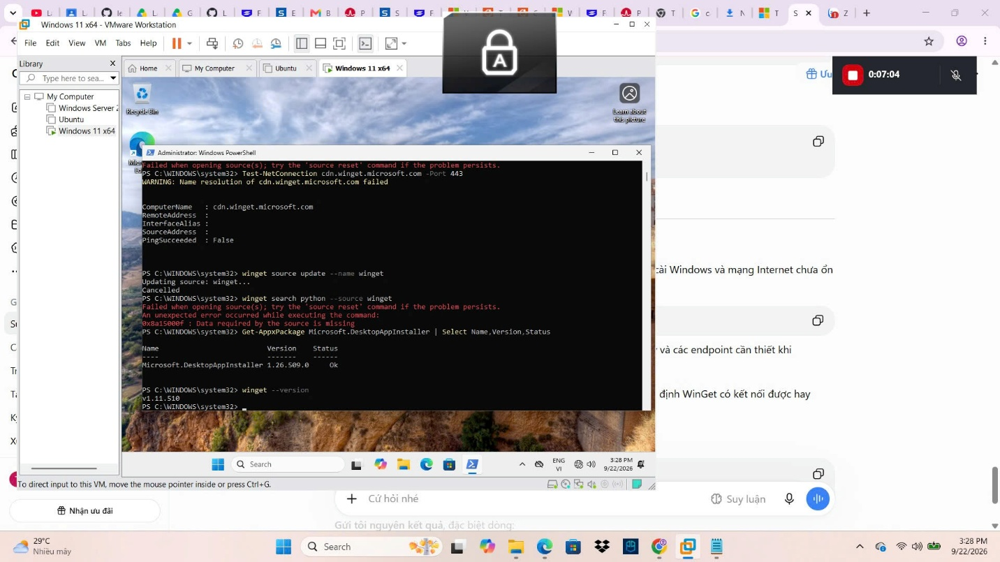 Windows 11 x64 - VMware Workstation
File Edit View VM Tabs Help
A
0:07:04
Library
Type here to sea...
Home
My Computer
Ubuntu
Windows 11 x64
My Computer
Windows Server 2
Ubuntu
Windows 11 x64
Recycle Bin
Learn about
this picture
Administrator: Windows PowerShell
Failed when opening source(s); try the 'source reset' command if the problem persists.
PS C:\WINDOWS\system32> Test-NetConnection cdn.winget.microsoft.com -Port 443
WARNING: Name resolution of cdn.winget.microsoft.com failed
ComputerName : cdn.winget.microsoft.com
RemoteAddress :
InterfaceAlias :
SourceAddress :
PingSucceeded : False
PS C:\WINDOWS\system32> winget source update --name winget
Updating source: winget...
Cancelled
PS C:\WINDOWS\system32> winget search python --source winget
Failed when opening source(s); try the 'source reset' command if the problem persists.
An unexpected error occurred while executing the command:
0x8a15000f : Data required by the source is missing
PS C:\WINDOWS\system32> Get-AppxPackage Microsoft.DesktopAppInstaller | Select Name,Version,Status
Name Version Status
---- ------- ------
Microsoft.DesktopAppInstaller 1.26.509.0 Ok
PS C:\WINDOWS\system32> winget --version
v1.11.510
PS C:\WINDOWS\system32>
Search
ENG
VI
3:28 PM
9/22/2026
To direct input to this VM, move the mouse pointer inside or press Ctrl+G.
cài Windows và mạng Internet chưa ổn
và các endpoint cần thiết khi
định WinGet có kết nối được hay
Nhận ưu đãi
Cứ hỏi nhé
Suy luận
Gửi tôi nguyên kết quả, đặc biệt dòng:
29°C
Nhiều mây
Search
3:28 PM
9/22/2026